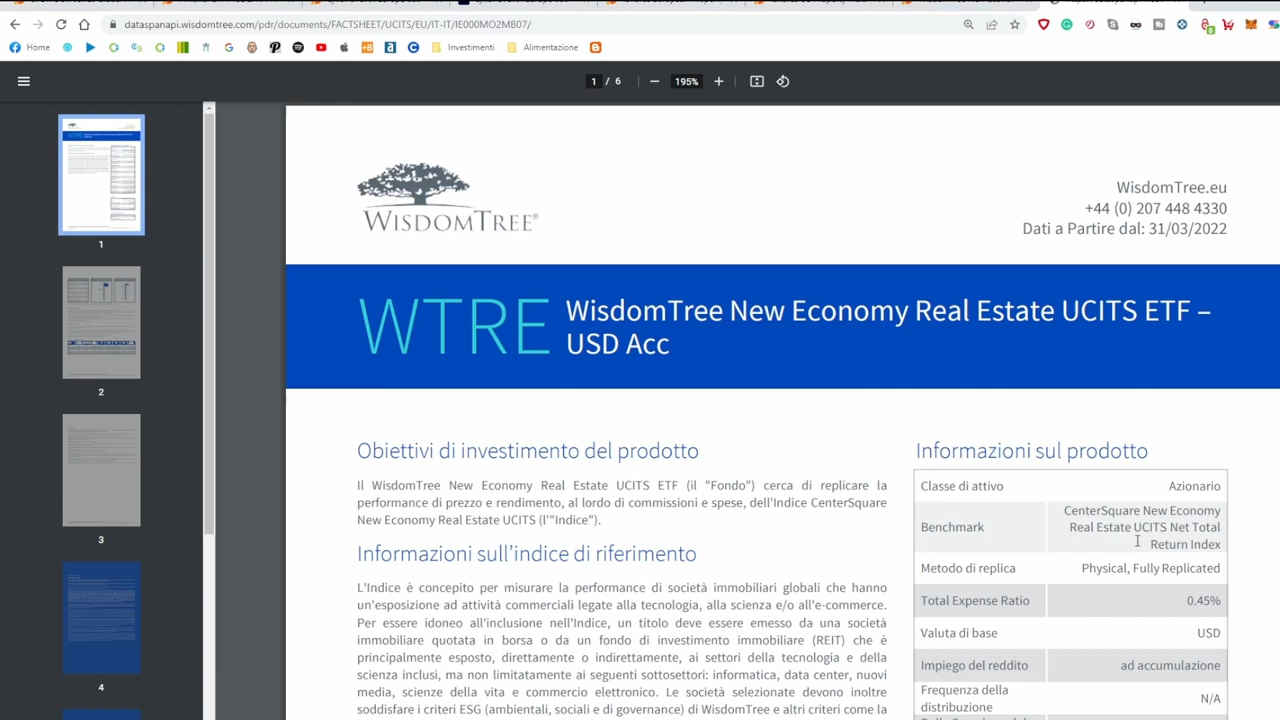 dataspanapi.wisdomtree.com/pdr/documents/FACTSHEET/UCITS/EU/IT-IT/IE000MO2MB07/
Home
Investimenti
Alimentazione
1 / 6
195%
1
2
3
4
WISDOMTREE®
WisdomTree.eu
+44 (0) 207 448 4330
Dati a Partire dal: 31/03/2022
WTRE
WisdomTree New Economy Real Estate UCITS ETF –
USD Acc
Obiettivi di investimento del prodotto
Il WisdomTree New Economy Real Estate UCITS ETF (il "Fondo") cerca di replicare la
performance di prezzo e rendimento, al lordo di commissioni e spese, dell'Indice CenterSquare
New Economy Real Estate UCITS (l'"Indice").
Informazioni sull'indice di riferimento
L'Indice è concepito per misurare la performance di società immobiliari globali che hanno
un'esposizione ad attività commerciali legate alla tecnologia, alla scienza e/o all'e-commerce.
Per essere idoneo all'inclusione nell'Indice, un titolo deve essere emesso da una società
immobiliare quotata in borsa o da un fondo di investimento immobiliare (REIT) che è
principalmente esposto, direttamente o indirettamente, ai settori della tecnologia e della
scienza inclusi, ma non limitatamente ai seguenti sottosettori: informatica, data center, nuovi
media, scienze della vita e commercio elettronico. Le società selezionate devono inoltre
soddisfare i criteri ESG (ambientali, sociali e di governance) di WisdomTree e altri criteri come la
Informazioni sul prodotto
Classe di attivo Azionario
Benchmark CenterSquare New Economy
Real Estate UCITS Net Total
Return Index
Metodo di replica Physical, Fully Replicated
Total Expense Ratio 0.45%
Valuta di base USD
Impiego del reddito ad accumulazione
Frequenza della
distribuzione N/A